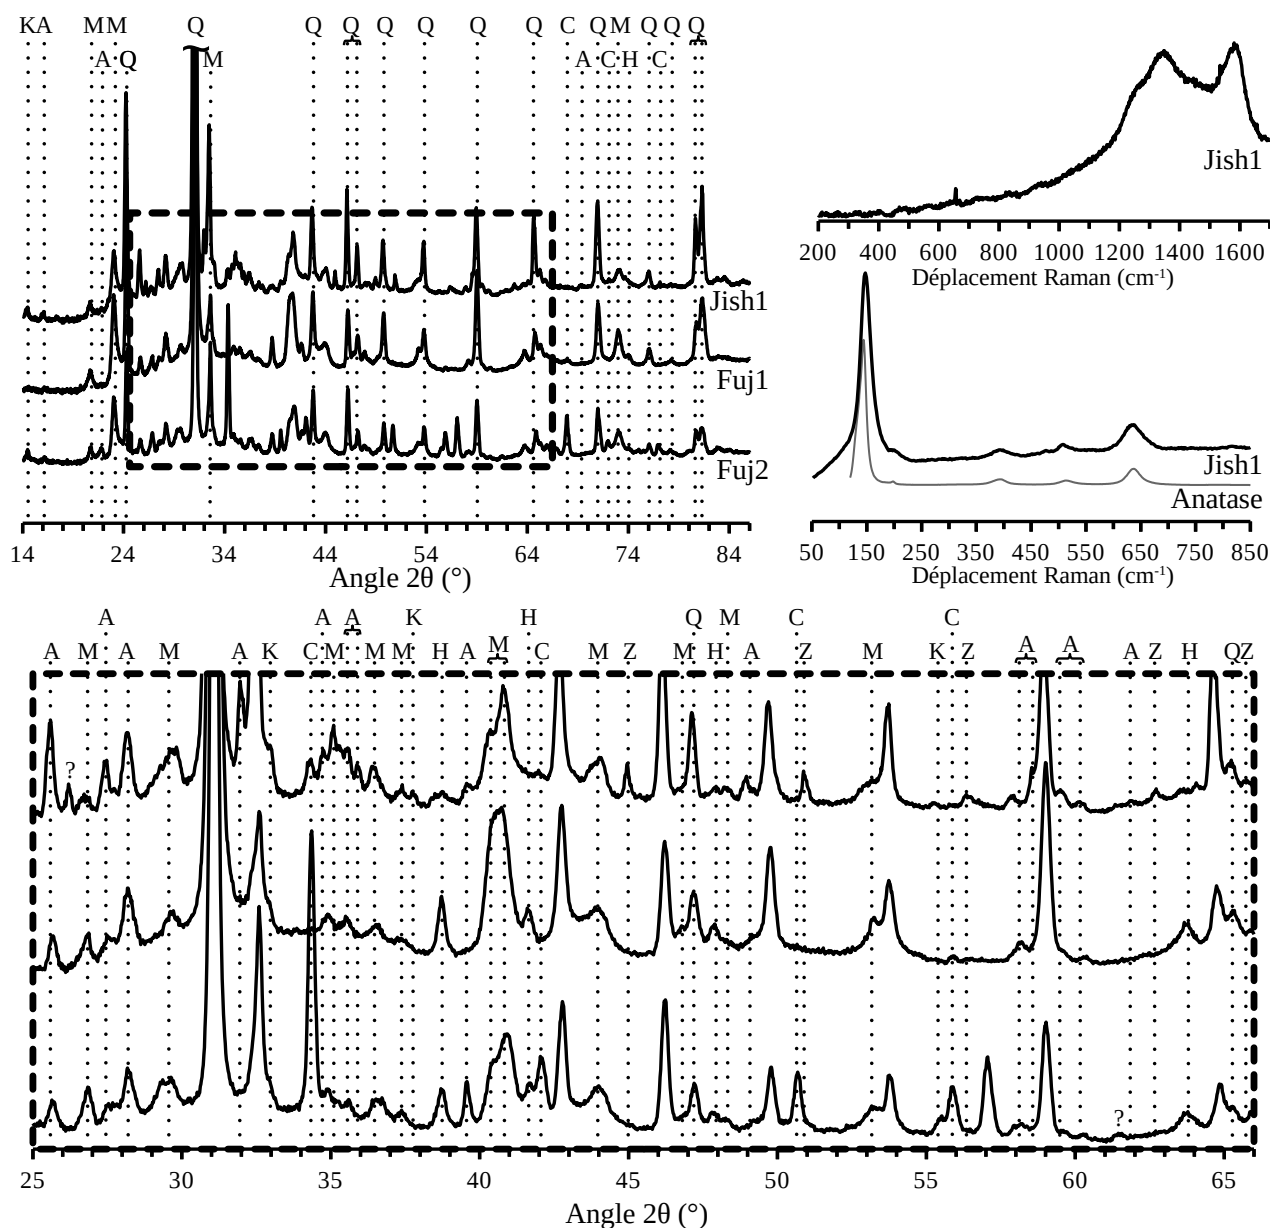 K A M M Q Q Q Q Q Q Q C Q M Q Q Q
A Q M A C H C
Jish1
Fuj1
Fuj2
14 24 34 44 54 64 74 84
Angle 2θ (°)
Jish1
200 400 600 800 1000 1200 1400 1600
Déplacement Raman (cm-1)
Jish1
Anatase
50 150 250 350 450 550 650 750 850
Déplacement Raman (cm-1)
A A A K H Q M C C
A M A M A K C M M M H A M C M Z M H A Z M K Z A A A Z H Q Z
?
?
25 30 35 40 45 50 55 60 65
Angle 2θ (°)